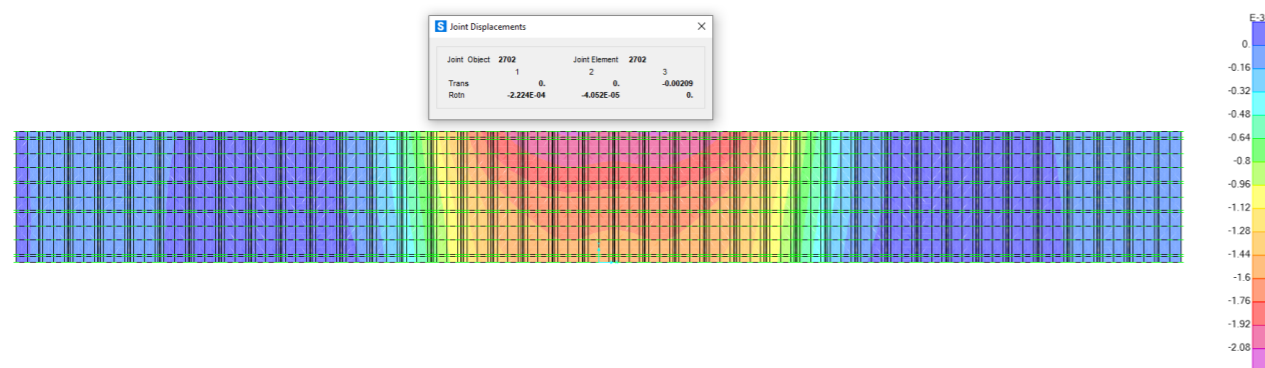 S Joint Displacements
Joint Object 2702 Joint Element 2702
1 2 3
Trans 0. 0. -0.00209
Rotn -2.224E-04 -4.052E-05 0.
E-3
0.
-0.16
-0.32
-0.48
-0.64
-0.8
-0.96
-1.12
-1.28
-1.44
-1.6
-1.76
-1.92
-2.08